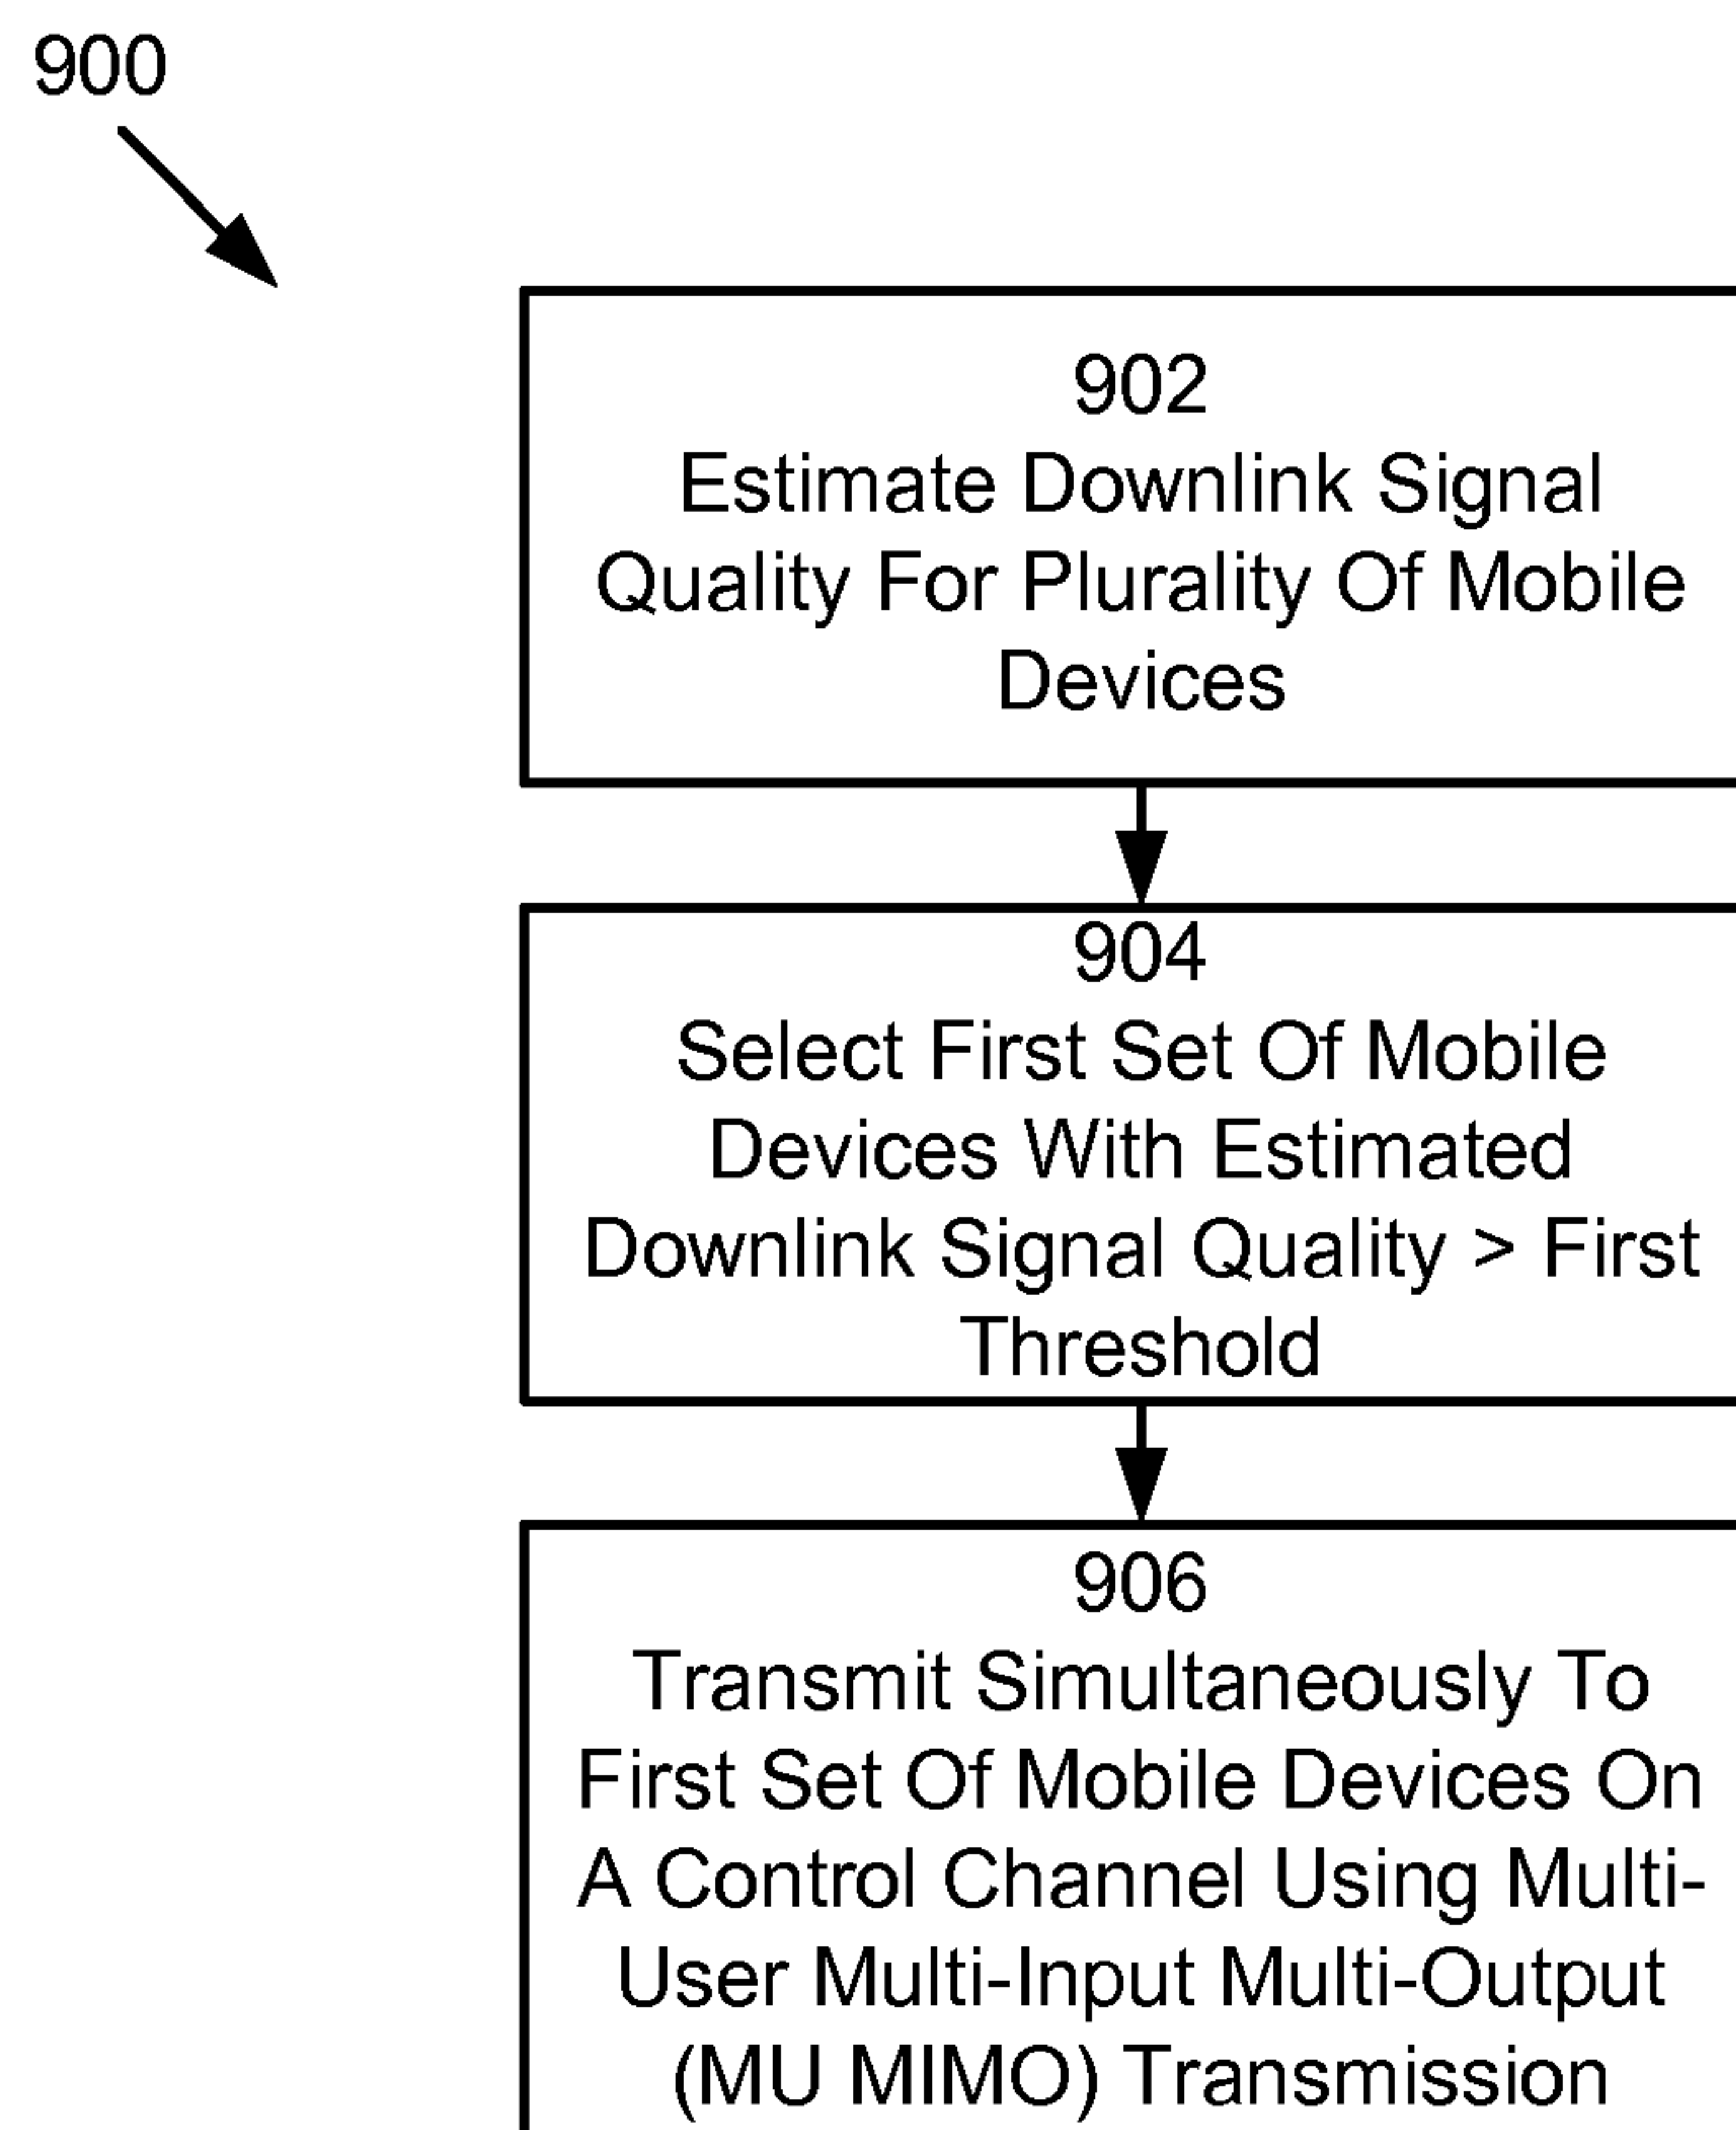 900
902
Estimate Downlink Signal
Quality For Plurality Of Mobile
Devices
904
Select First Set Of Mobile
Devices With Estimated
Downlink Signal Quality > First
Threshold
906
Transmit Simultaneously To
First Set Of Mobile Devices On
A Control Channel Using Multi-
User Multi-Input Multi-Output
(MU MIMO) Transmission